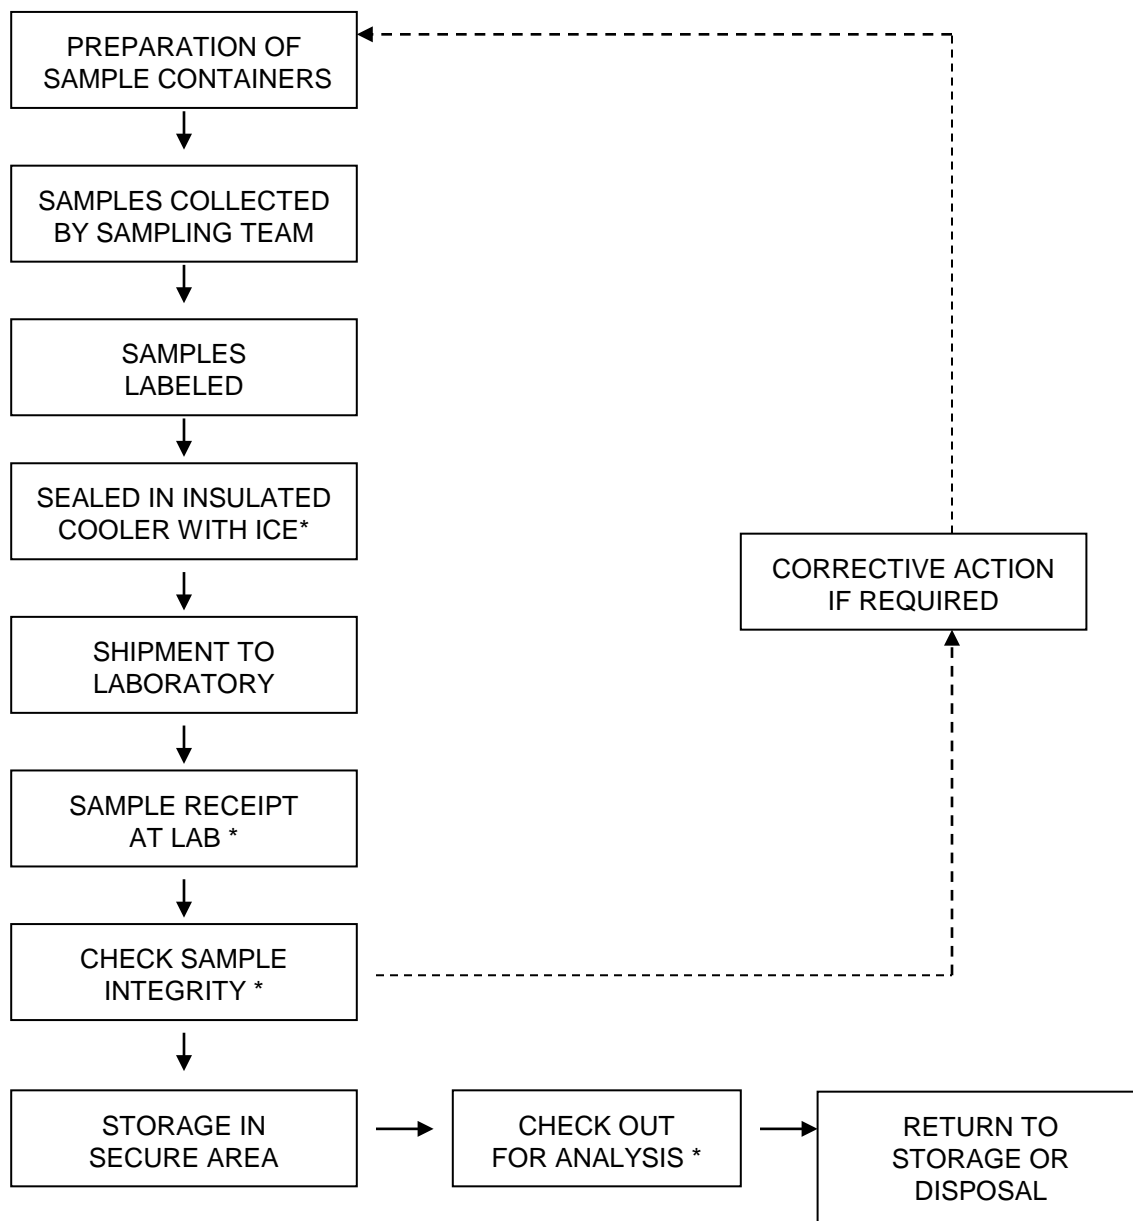 PREPARATION OF
SAMPLE CONTAINERS
SAMPLES COLLECTED
BY SAMPLING TEAM
SAMPLES
LABELED
SEALED IN INSULATED
COOLER WITH ICE*
CORRECTIVE ACTION
IF REQUIRED
SHIPMENT TO
LABORATORY
SAMPLE RECEIPT
AT LAB *
CHECK SAMPLE
INTEGRITY *
STORAGE IN
SECURE AREA
CHECK OUT
FOR ANALYSIS *
RETURN TO
STORAGE OR
DISPOSAL